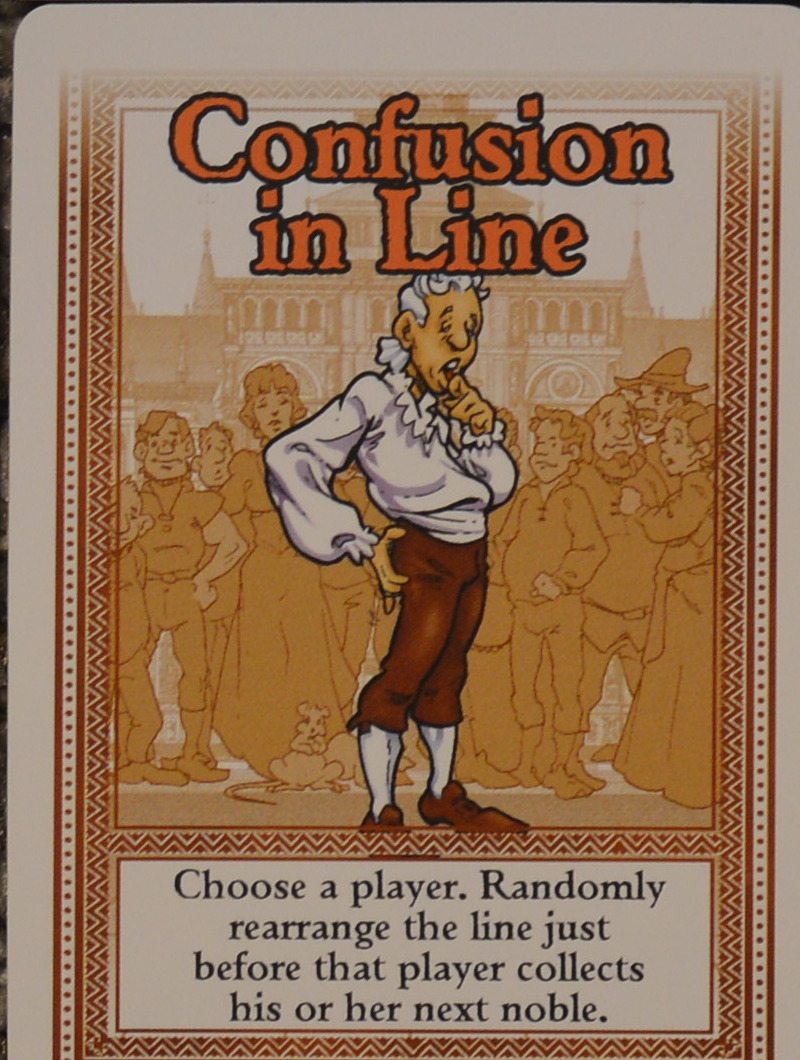 Confusion
in Line
Choose a player. Randomly
rearrange the line just
before that player collects
his or her next noble.